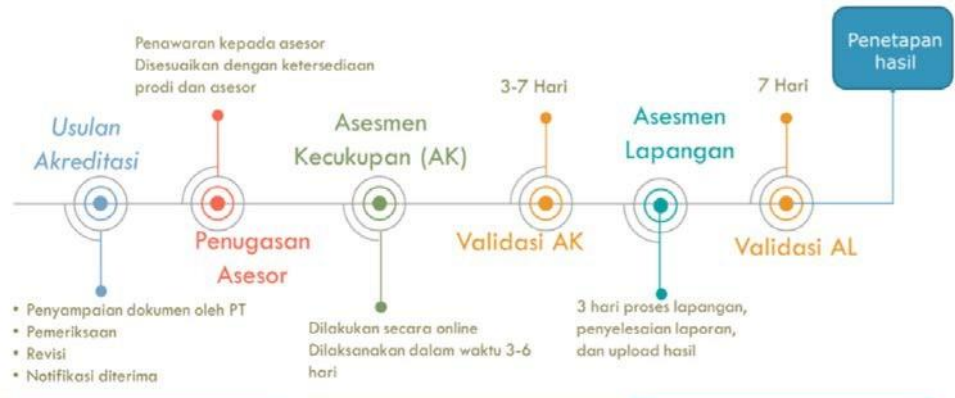 Penetapan
hasil
Penawaran kepada asesor
Disesuaikan dengan ketersediaan
prodi dan asesor
3-7 Hari
7 Hari
Usulan
Akreditasi
Asesmen
Kecukupan (AK)
Asesmen
Lapangan
Penugasan
Asesor
Validasi AK
Validasi AL
• Penyampaian dokumen oleh PT
• Pemeriksaan
• Revisi
• Notifikasi diterima
Dilakukan secara online
Dilaksanakan dalam waktu 3-6
hari
3 hari proses lapangan,
penyelesaian laporan,
dan upload hasil